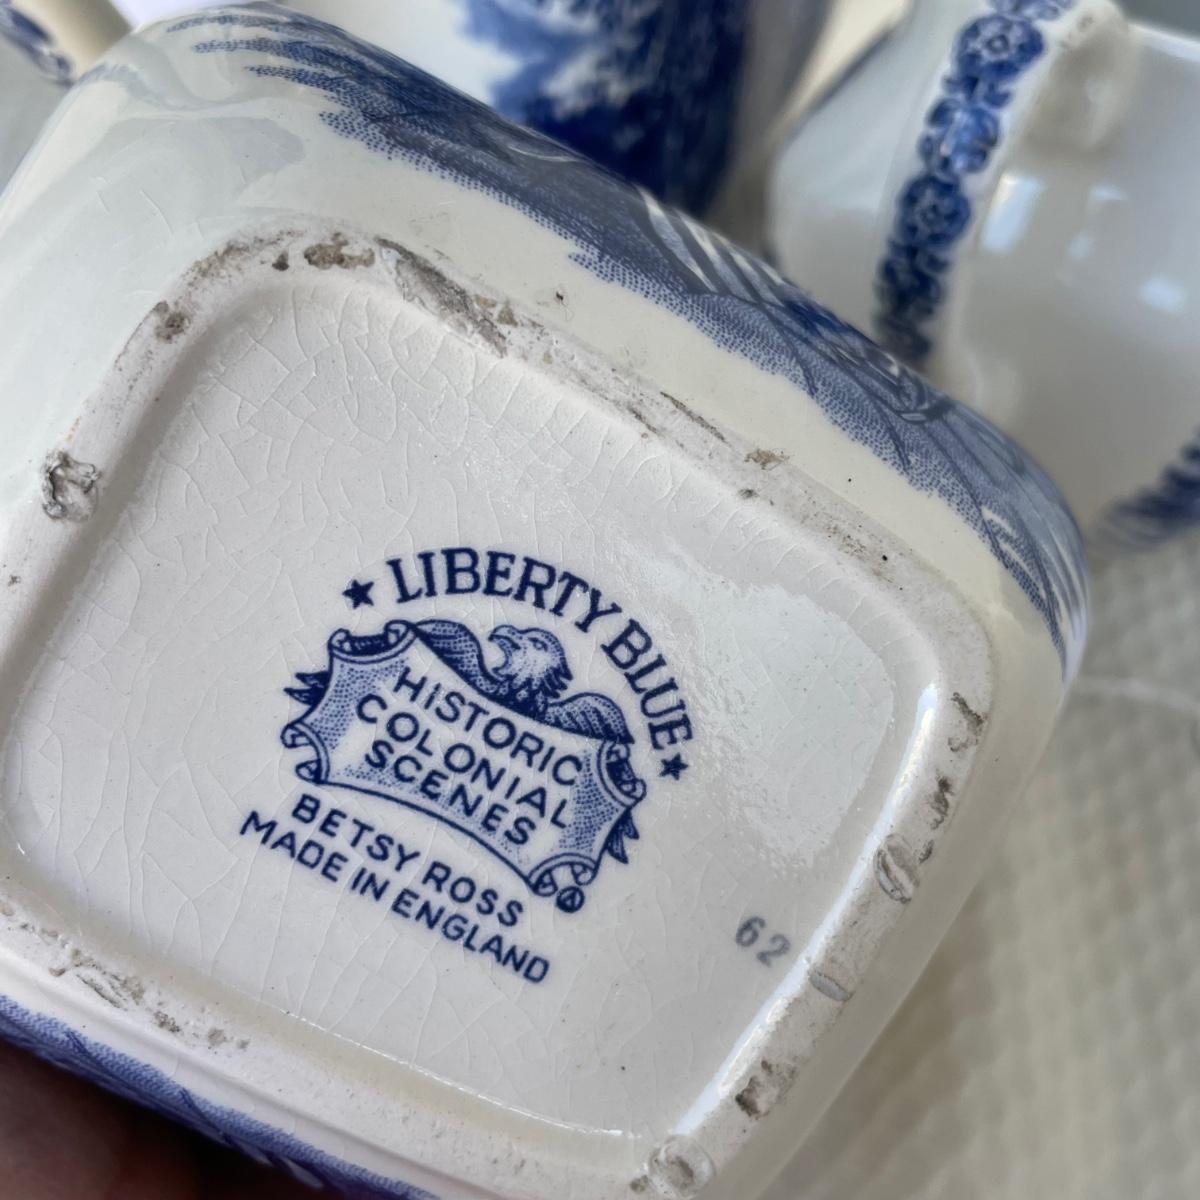 ★ LIBERTY BLUE ★
HISTORIC
COLONIAL
SCENES
BETSY ROSS
MADE IN ENGLAND
62